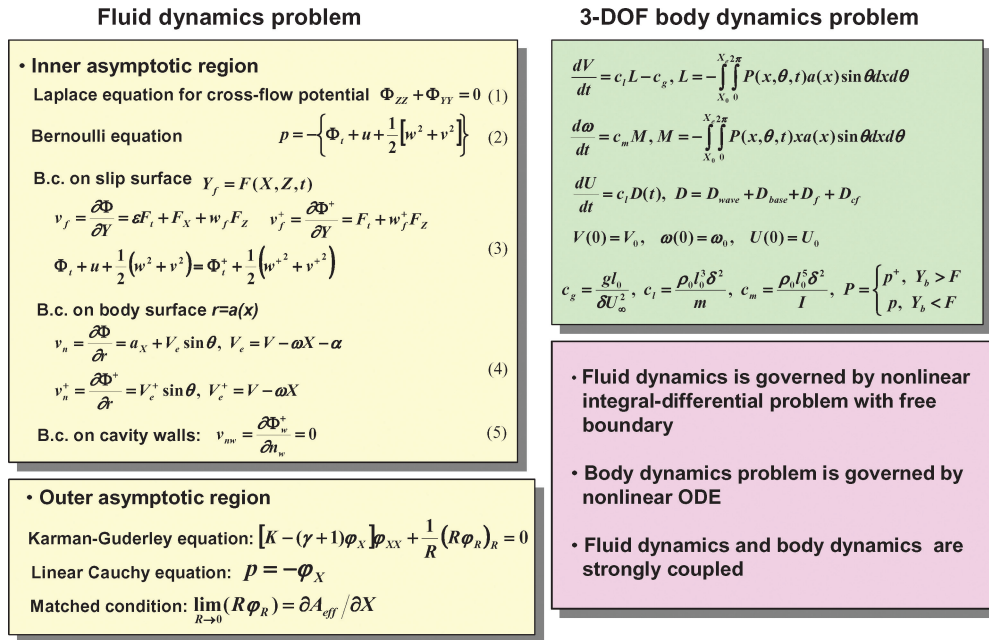 Fluid dynamics problem
• Inner asymptotic region
Laplace equation for cross-flow potential Φ_ZZ + Φ_YY = 0 (1)
Bernoulli equation p = −{Φ_t + u + 1/2 [w² + v²]} (2)
B.c. on slip surface Y_f = F(X, Z, t)
v_f = ∂Φ/∂Y = εF_t + F_X + w_f F_Z v_f^+ = ∂Φ^+/∂Y = F_t + w_f^+ F_Z
(3)
Φ_t + u + 1/2 (w² + v²) = Φ_t^+ + 1/2 (w^+² + v^+²)
B.c. on body surface r=a(x)
v_n = ∂Φ/∂r = a_X + V_e sin θ, V_e = V − ωX − α
(4)
v_n^+ = ∂Φ^+/∂r = V_e^+ sin θ, V_e^+ = V − ωX
B.c. on cavity walls: v_nw = ∂Φ_w^+/∂n_w = 0 (5)
• Outer asymptotic region
Karman-Guderley equation: [K − (γ + 1)φ_X]φ_XX + 1/R (Rφ_R)_R = 0
Linear Cauchy equation: p = −φ_X
Matched condition: lim_{R→0} (Rφ_R) = ∂A_eff/∂X
3-DOF body dynamics problem
dV/dt = c_l L − c_g, L = −∫_{X_0}^{X_e} ∫_0^{2π} P(x, θ, t)a(x) sin θ dx dθ
dω/dt = c_m M, M = −∫_{X_0}^{X_e} ∫_0^{2π} P(x, θ, t)xa(x) sin θ dx dθ
dU/dt = c_l D(t), D = D_wave + D_base + D_f + D_cf
V(0) = V_0, ω(0) = ω_0, U(0) = U_0
c_g = gl_0/δU_∞², c_l = ρ_0 l_0³ δ²/m, c_m = ρ_0 l_0⁵ δ²/I, P = { p^+, Y_b > F
p, Y_b < F
• Fluid dynamics is governed by nonlinear
integral-differential problem with free
boundary
• Body dynamics problem is governed by
nonlinear ODE
• Fluid dynamics and body dynamics are
strongly coupled